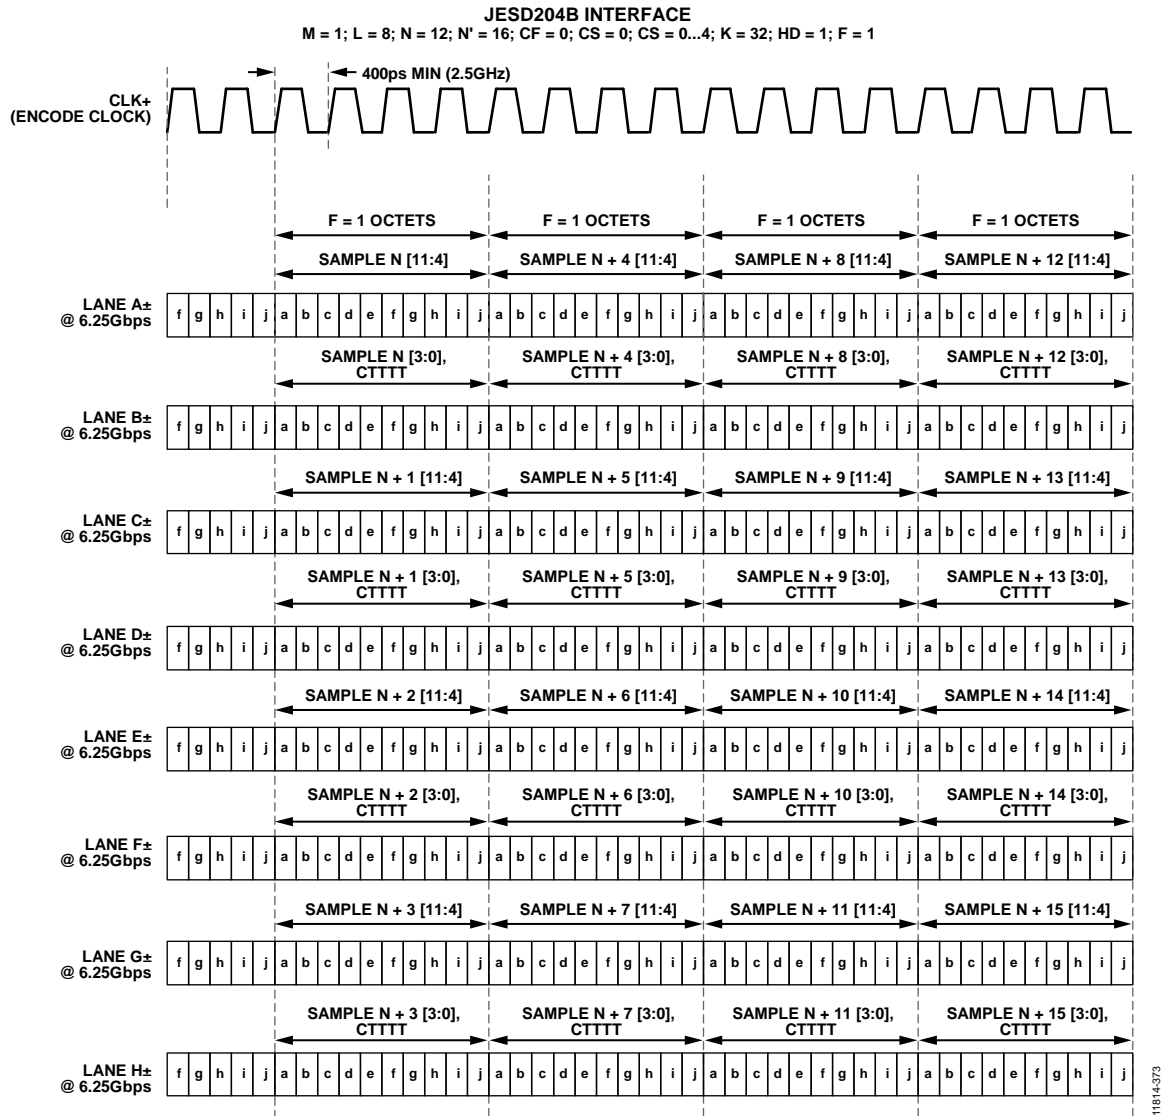 JESD204B INTERFACE
M = 1; L = 8; N = 12; N' = 16; CF = 0; CS = 0; CS = 0...4; K = 32; HD = 1; F = 1
400ps MIN (2.5GHz)
CLK+
(ENCODE CLOCK)
F = 1 OCTETS F = 1 OCTETS F = 1 OCTETS F = 1 OCTETS
SAMPLE N [11:4] SAMPLE N + 4 [11:4] SAMPLE N + 8 [11:4] SAMPLE N + 12 [11:4]
LANE A±
@ 6.25Gbps
f g h i j a b c d e f g h i j a b c d e f g h i j a b c d e f g h i j a b c d e f g h i j
SAMPLE N [3:0], SAMPLE N + 4 [3:0], SAMPLE N + 8 [3:0], SAMPLE N + 12 [3:0],
CTTTT CTTTT CTTTT CTTTT
LANE B±
@ 6.25Gbps
f g h i j a b c d e f g h i j a b c d e f g h i j a b c d e f g h i j a b c d e f g h i j
SAMPLE N + 1 [11:4] SAMPLE N + 5 [11:4] SAMPLE N + 9 [11:4] SAMPLE N + 13 [11:4]
LANE C±
@ 6.25Gbps
f g h i j a b c d e f g h i j a b c d e f g h i j a b c d e f g h i j a b c d e f g h i j
SAMPLE N + 1 [3:0], SAMPLE N + 5 [3:0], SAMPLE N + 9 [3:0], SAMPLE N + 13 [3:0],
CTTTT CTTTT CTTTT CTTTT
LANE D±
@ 6.25Gbps
f g h i j a b c d e f g h i j a b c d e f g h i j a b c d e f g h i j a b c d e f g h i j
SAMPLE N + 2 [11:4] SAMPLE N + 6 [11:4] SAMPLE N + 10 [11:4] SAMPLE N + 14 [11:4]
LANE E±
@ 6.25Gbps
f g h i j a b c d e f g h i j a b c d e f g h i j a b c d e f g h i j a b c d e f g h i j
SAMPLE N + 2 [3:0], SAMPLE N + 6 [3:0], SAMPLE N + 10 [3:0], SAMPLE N + 14 [3:0],
CTTTT CTTTT CTTTT CTTTT
LANE F±
@ 6.25Gbps
f g h i j a b c d e f g h i j a b c d e f g h i j a b c d e f g h i j a b c d e f g h i j
SAMPLE N + 3 [11:4] SAMPLE N + 7 [11:4] SAMPLE N + 11 [11:4] SAMPLE N + 15 [11:4]
LANE G±
@ 6.25Gbps
f g h i j a b c d e f g h i j a b c d e f g h i j a b c d e f g h i j a b c d e f g h i j
SAMPLE N + 3 [3:0], SAMPLE N + 7 [3:0], SAMPLE N + 11 [3:0], SAMPLE N + 15 [3:0],
CTTTT CTTTT CTTTT CTTTT
LANE H±
@ 6.25Gbps
f g h i j a b c d e f g h i j a b c d e f g h i j a b c d e f g h i j a b c d e f g h i j
11814-373